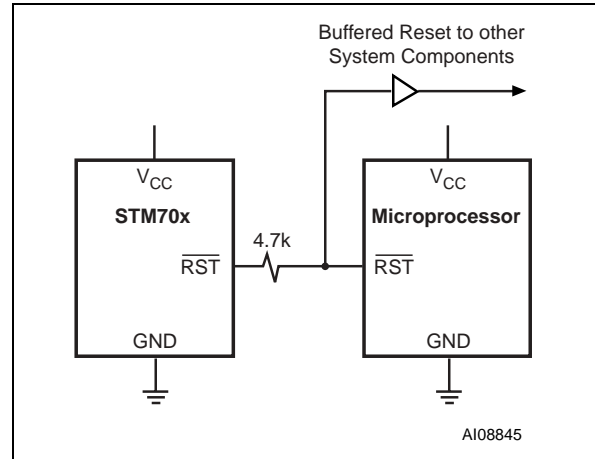 Buffered Reset to other
System Components
VCC
VCC
STM70x
Microprocessor
4.7k
RST
RST
GND
GND
AI08845